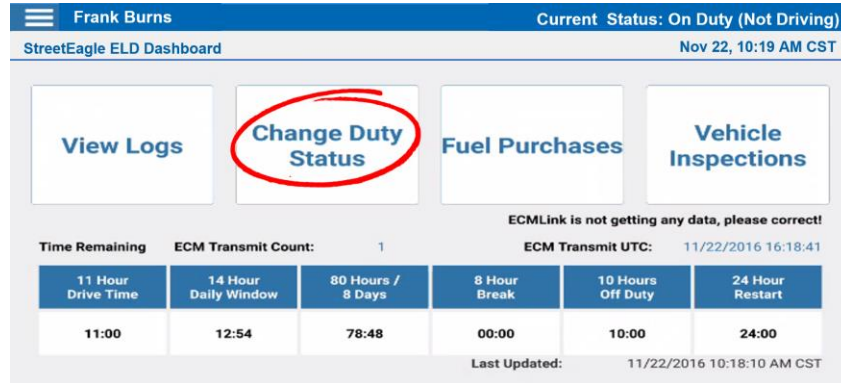 Frank Burns Current Status: On Duty (Not Driving)
StreetEagle ELD Dashboard Nov 22, 10:19 AM CST
View Logs
Change Duty
Status
Fuel Purchases
Vehicle
Inspections
ECMLink is not getting any data, please correct!
Time Remaining ECM Transmit Count: 1 ECM Transmit UTC: 11/22/2016 16:18:41
11 Hour
Drive Time
14 Hour
Daily Window
80 Hours /
8 Days
8 Hour
Break
10 Hours
Off Duty
24 Hour
Restart
11:00 12:54 78:48 00:00 10:00 24:00
Last Updated: 11/22/2016 10:18:10 AM CST